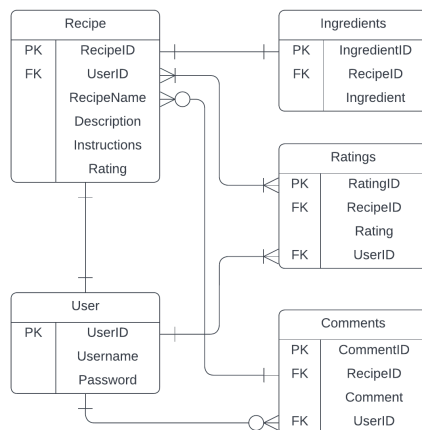 Recipe
PK RecipeID
FK UserID
RecipeName
Description
Instructions
Rating
Ingredients
PK IngredientID
FK RecipeID
Ingredient
Ratings
PK RatingID
FK RecipeID
Rating
FK UserID
User
PK UserID
Username
Password
Comments
PK CommentID
FK RecipeID
Comment
FK UserID